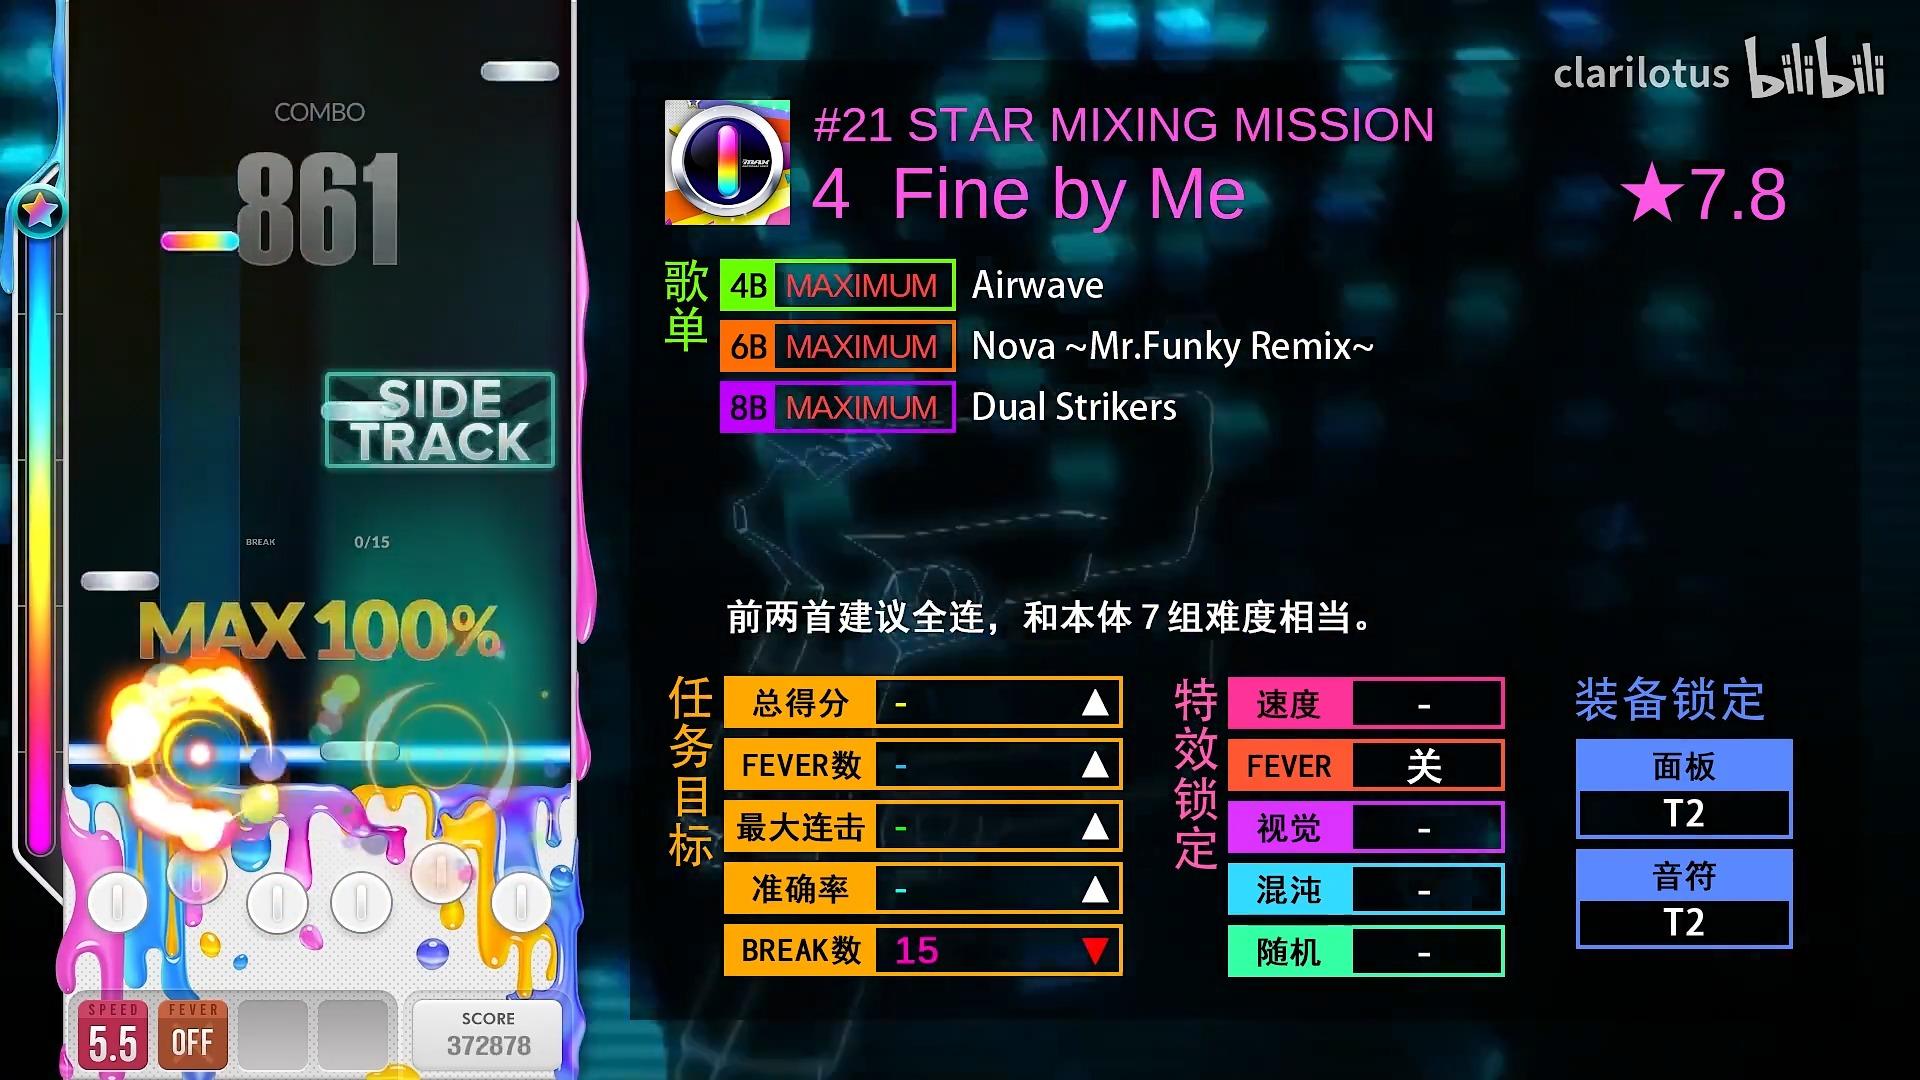 clarilotus bilibili
COMBO
861
SIDE
TRACK
BREAK 0/15
MAX 100%
SPEED
5.5
FEVER
OFF
SCORE
372878
#21 STAR MIXING MISSION
4 Fine by Me
★7.8
歌单
4B MAXIMUM Airwave
6B MAXIMUM Nova ~Mr.Funky Remix~
8B MAXIMUM Dual Strikers
前两首建议全连，和本体7组难度相当。
任务目标
总得分 - ▲
FEVER数 - ▲
最大连击 - ▲
准确率 - ▲
BREAK数 15 ▼
特效锁定
速度 -
FEVER 关
视觉 -
混沌 -
随机 -
装备锁定
面板
T2
音符
T2